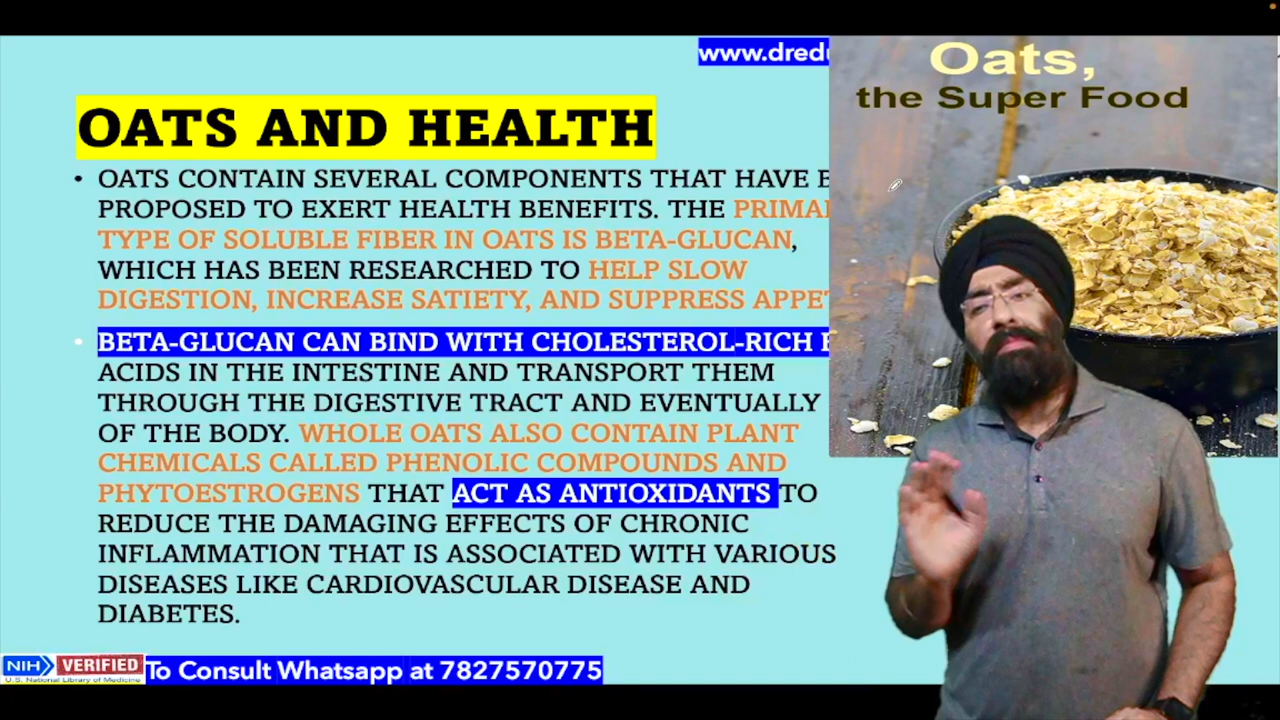 www.dredu
Oats,
the Super Food
OATS AND HEALTH
• OATS CONTAIN SEVERAL COMPONENTS THAT HAVE
PROPOSED TO EXERT HEALTH BENEFITS. THE
TYPE OF SOLUBLE FIBER IN OATS IS BETA-GLUCAN,
WHICH HAS BEEN RESEARCHED TO HELP SLOW
DIGESTION, INCREASE SATIETY, AND SUPPRESS
• BETA-GLUCAN CAN BIND WITH CHOLESTEROL-RICH
ACIDS IN THE INTESTINE AND TRANSPORT THEM
THROUGH THE DIGESTIVE TRACT AND EVENTUALLY
OF THE BODY. WHOLE OATS ALSO CONTAIN PLANT
CHEMICALS CALLED PHENOLIC COMPOUNDS AND
PHYTOESTROGENS THAT ACT AS ANTIOXIDANTS TO
REDUCE THE DAMAGING EFFECTS OF CHRONIC
INFLAMMATION THAT IS ASSOCIATED WITH VARIOUS
DISEASES LIKE CARDIOVASCULAR DISEASE AND
DIABETES.
NIH VERIFIED
U.S. National Library of Medicine
To Consult Whatsapp at 7827570775